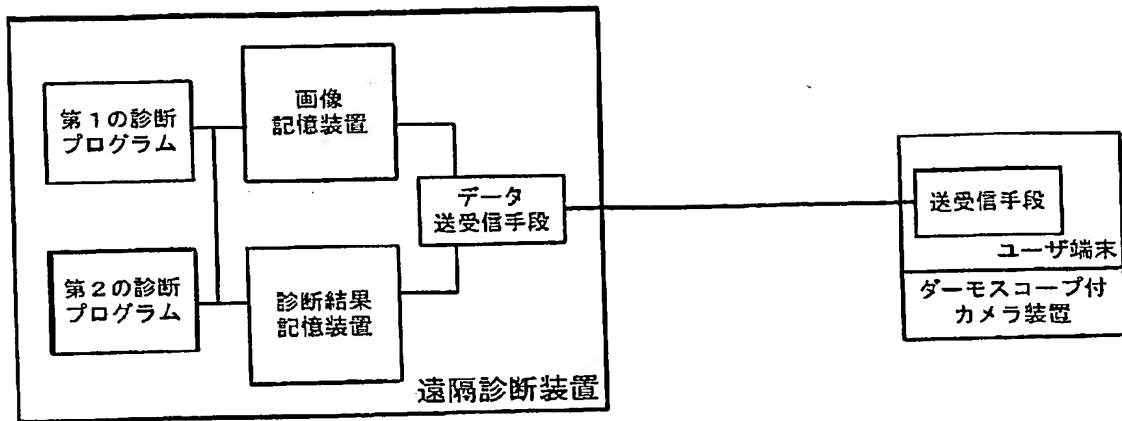 第1の診断
プログラム
画像
記憶装置
データ
送受信手段
第2の診断
プログラム
診断結果
記憶装置
遠隔診断装置
送受信手段
ユーザ端末
ダーモスコープ付
カメラ装置